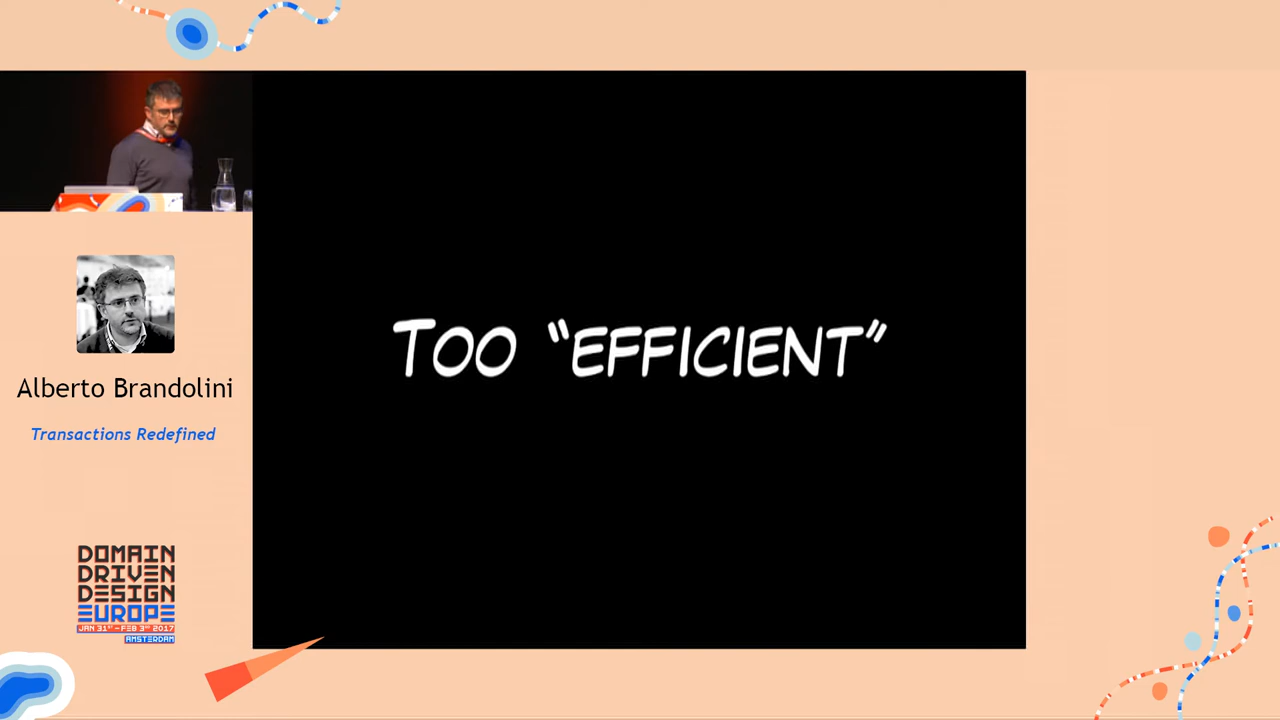 Too “efficient”
Alberto Brandolini
Transactions Redefined
DOMAIN
DRIVEN
DESIGN
EUROPE
JAN 31ST-FEB 3RD 2017
AMSTERDAM